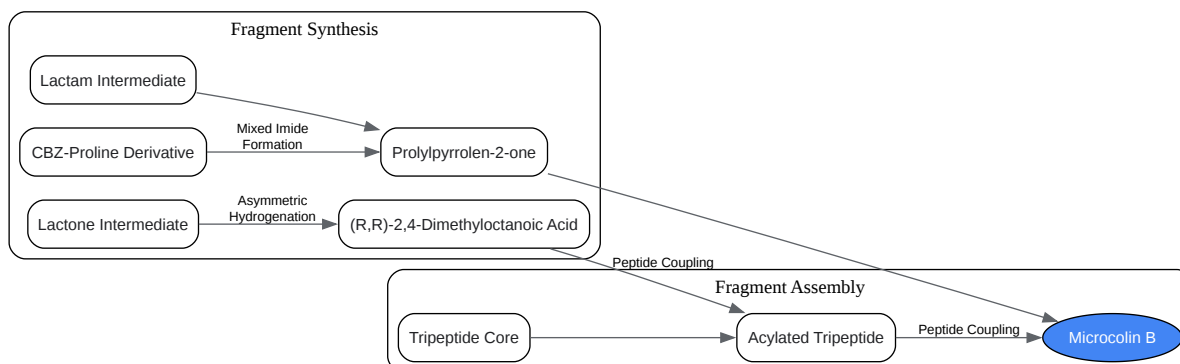 Fragment Synthesis
Lactam Intermediate
Mixed Imide
Formation
CBZ-Proline Derivative
Prolylpyrrolen-2-one
Asymmetric
Hydrogenation
Lactone Intermediate
(R,R)-2,4-Dimethyloctanoic Acid
Peptide Coupling
Fragment Assembly
Tripeptide Core
Acylated Tripeptide
Peptide Coupling
Microcolin B